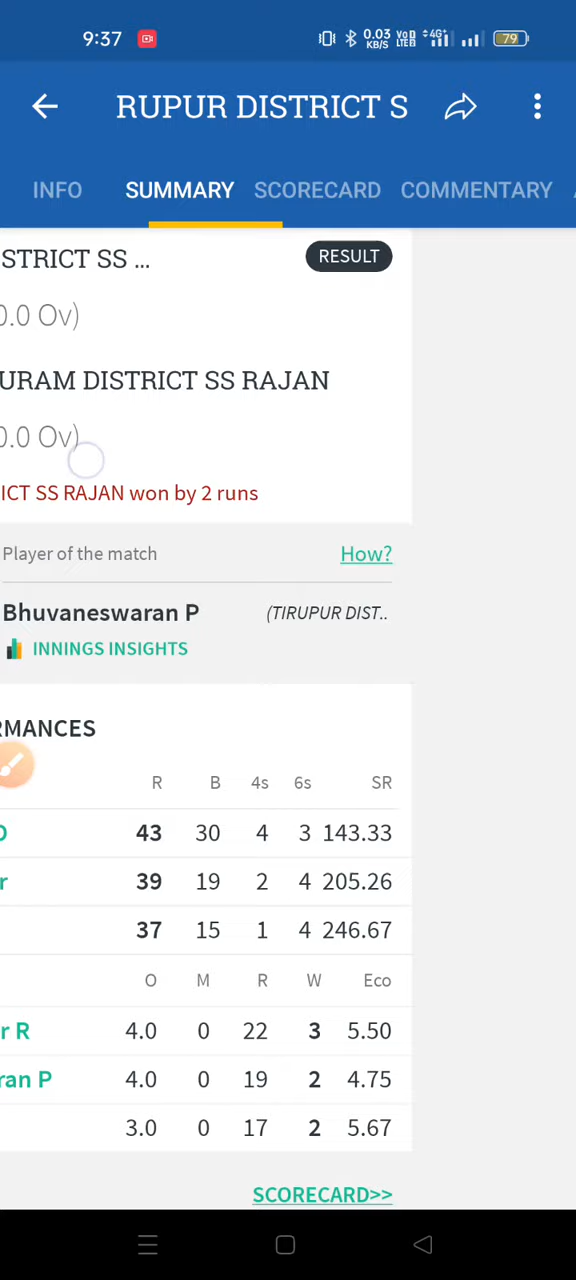 9:37 0.03 KB/S Vo LTE2 4G+ 79
RUPUR DISTRICT S
INFO SUMMARY SCORECARD COMMENTARY
STRICT SS ... RESULT
0.0 Ov)
URAM DISTRICT SS RAJAN
0.0 Ov)
ICT SS RAJAN won by 2 runs
Player of the match How?
Bhuvaneswaran P (TIRUPUR DIST..
INNINGS INSIGHTS
RMANCES
R B 4s 6s SR
43 30 4 3 143.33
r 39 19 2 4 205.26
37 15 1 4 246.67
O M R W Eco
r R 4.0 0 22 3 5.50
ran P 4.0 0 19 2 4.75
3.0 0 17 2 5.67
SCORECARD>>